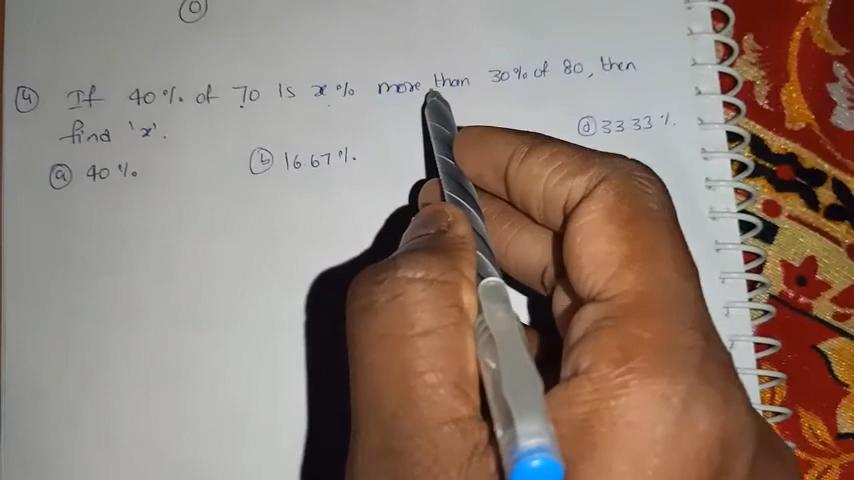 ④ If 40% of 70 is x% more than 30% of 80, then
find 'x'.
ⓐ 40% ⓑ 16.67% ⓓ 33.33%.